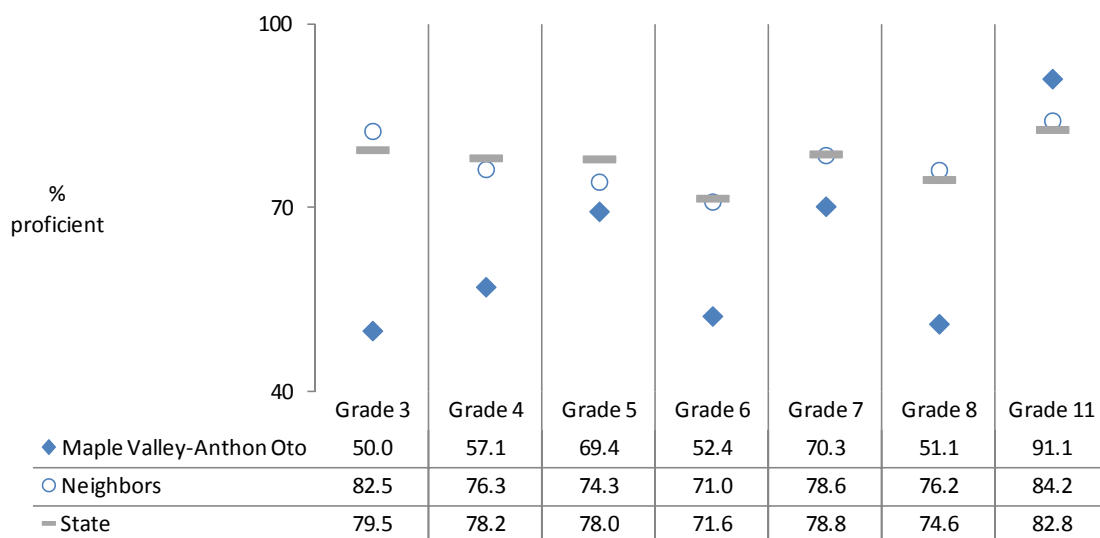 100
%
proficient
70
40
Grade 3 Grade 4 Grade 5 Grade 6 Grade 7 Grade 8 Grade 11
Maple Valley-Anthon Oto 50.0 57.1 69.4 52.4 70.3 51.1 91.1
Neighbors 82.5 76.3 74.3 71.0 78.6 76.2 84.2
State 79.5 78.2 78.0 71.6 78.8 74.6 82.8